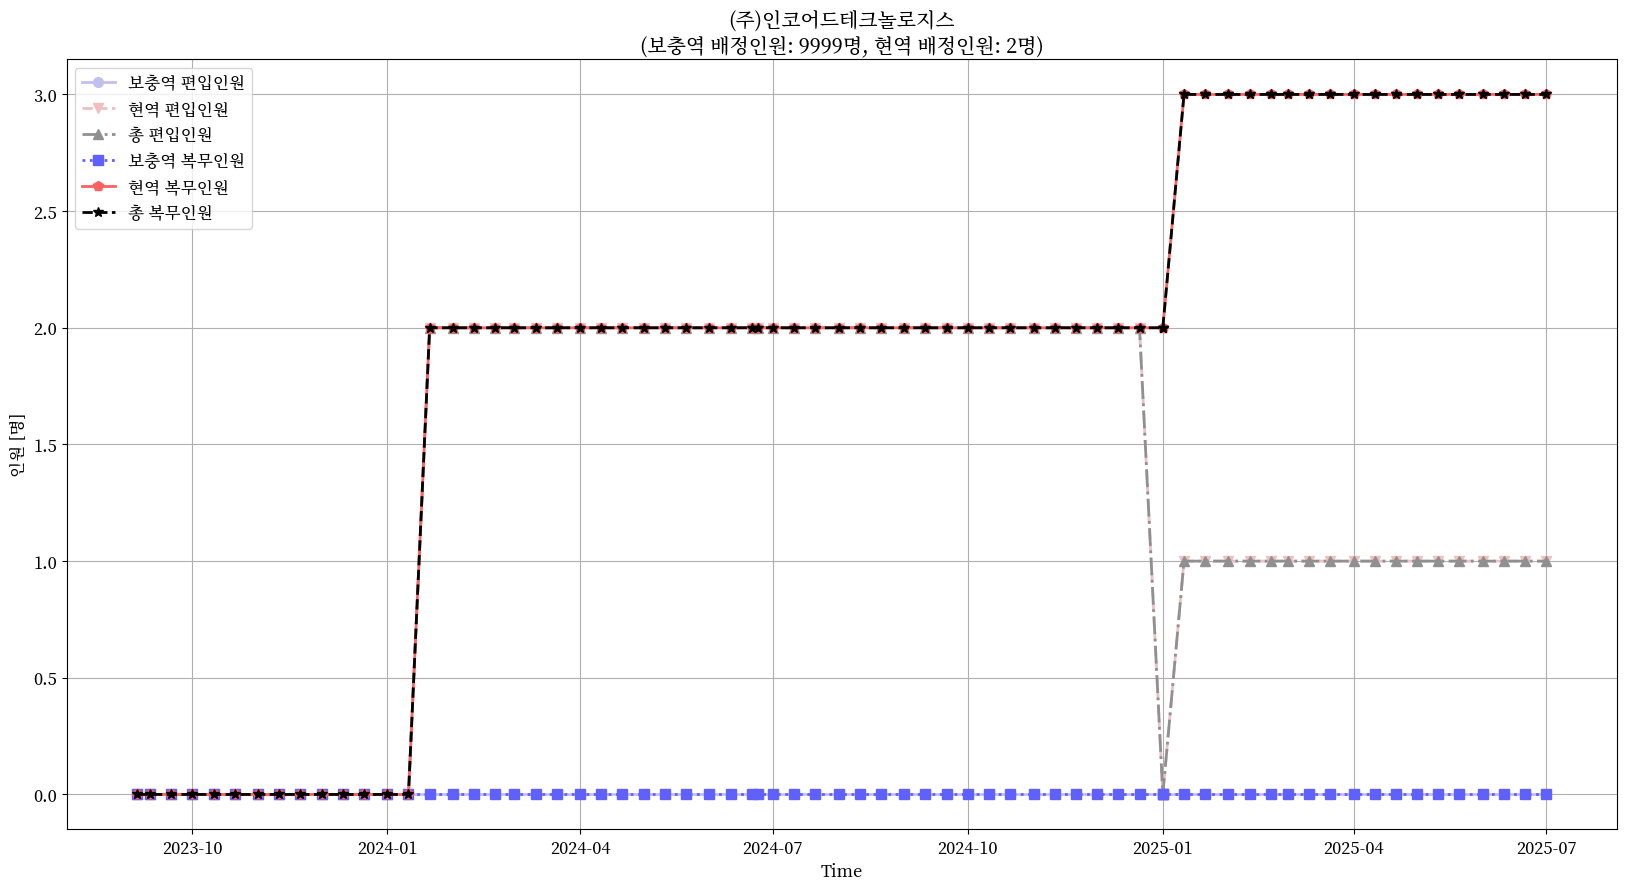 (주)인코어드테크놀로지스
(보충역 배정인원: 9999명, 현역 배정인원: 2명)
보충역 편입인원
현역 편입인원
총 편입인원
보충역 복무인원
현역 복무인원
총 복무인원
3.0
2.5
2.0
1.5
1.0
0.5
0.0
인원 [명]
2023-10
2024-01
2024-04
2024-07
2024-10
2025-01
2025-04
2025-07
Time